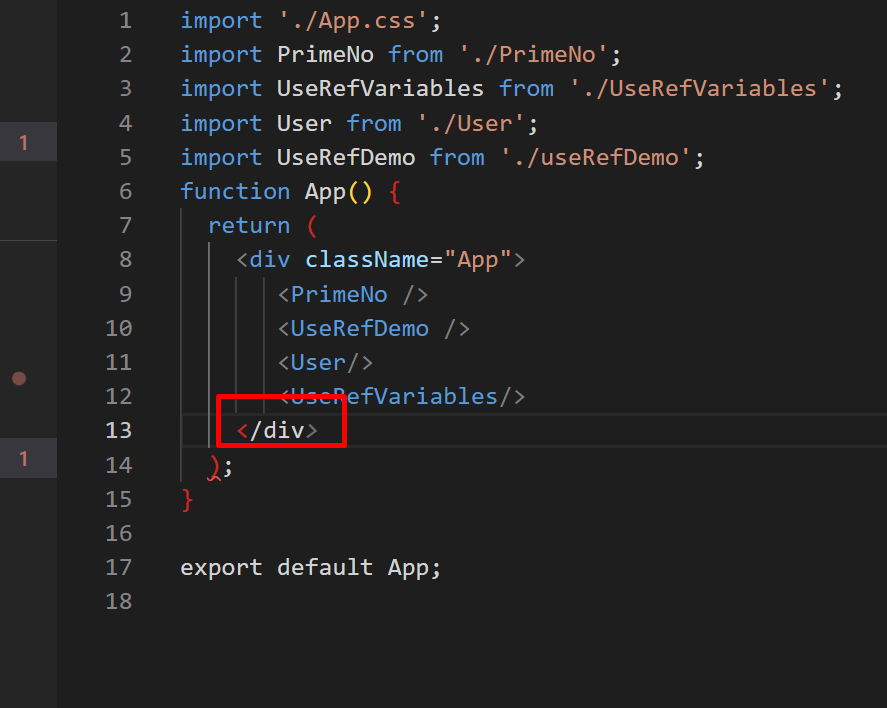 1
1
1 import './App.css';
2 import PrimeNo from './PrimeNo';
3 import UseRefVariables from './UseRefVariables';
4 import User from './User';
5 import UseRefDemo from './useRefDemo';
6 function App() {
7 return (
8 <div className="App">
9 <PrimeNo />
10 <UseRefDemo />
11 <User/>
12 <UseRefVariables/>
13 </div>
14 );
15 }
16
17 export default App;
18